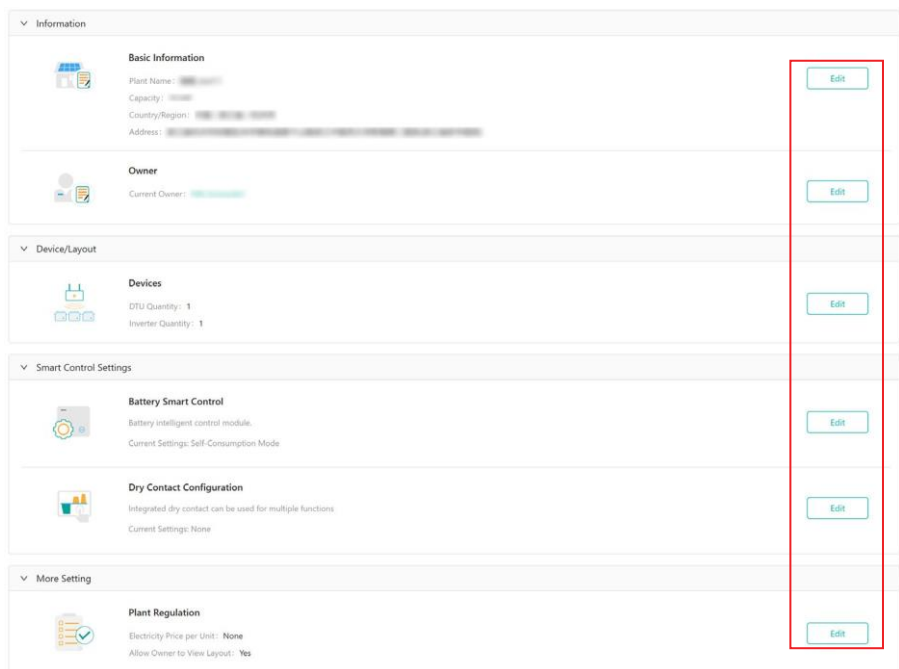 Information
Basic Information
Edit
Plant Name:
Capacity:
Country/Region:
Address:
Owner
Current Owner:
Edit
Device/Layout
Devices
DTU Quantity: 1
Edit
Inverter Quantity: 1
Smart Control Settings
Battery Smart Control
Battery intelligent control module.
Edit
Current Settings: Self-Consumption Mode
Dry Contact Configuration
Integrated dry contact can be used for multiple functions
Edit
Current Settings: None
More Setting
Plant Regulation
Electricity Price per Unit: None
Edit
Allow Owner to View Layout: Yes